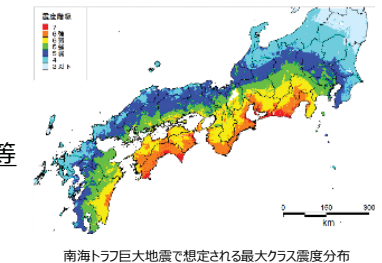 震度階級
7
6強
6弱
5強
5弱
4
3以下
等
0 150 300
km
南海トラフ巨大地震で想定される最大クラス震度分布